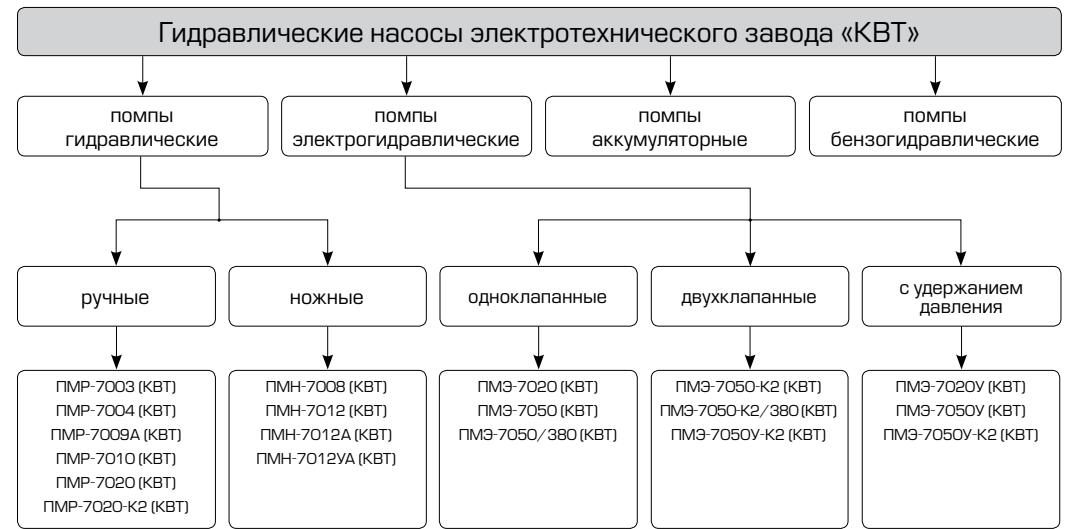 Гидравлические насосы электротехнического завода «КВТ»
помпы
гидравлические
помпы
электрогидравлические
помпы
аккумуляторные
помпы
бензогидравлические
ручные
ножные
одноклапанные
двухклапанные
с удержанием
давления
ПМР-7003 (КВТ)
ПМР-7004 (КВТ)
ПМР-7009А (КВТ)
ПМР-7010 (КВТ)
ПМР-7020 (КВТ)
ПМР-7020-К2 (КВТ)
ПМН-7008 (КВТ)
ПМН-7012 (КВТ)
ПМН-7012А (КВТ)
ПМН-7012УА (КВТ)
ПМЭ-7020 (КВТ)
ПМЭ-7050 (КВТ)
ПМЭ-7050/380 (КВТ)
ПМЭ-7050-К2 (КВТ)
ПМЭ-7050-К2/380 (КВТ)
ПМЭ-7050У-К2 (КВТ)
ПМЭ-7020У (КВТ)
ПМЭ-7050У (КВТ)
ПМЭ-7050У-К2 (КВТ)